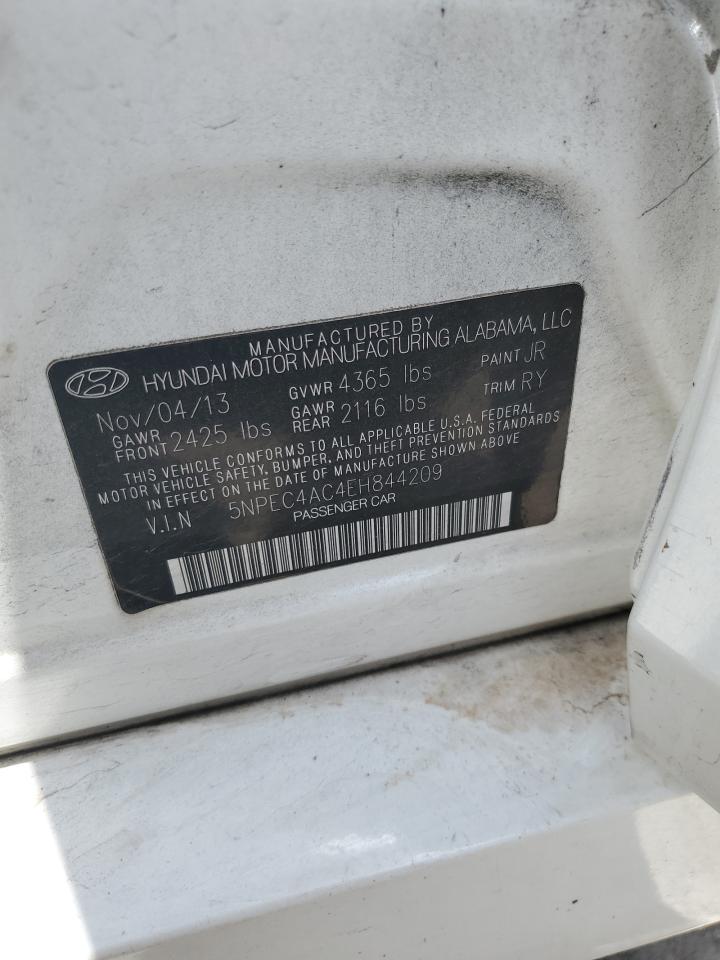 MANUFACTURED BY
HYUNDAI MOTOR MANUFACTURING ALABAMA, LLC
Nov/04/13 GVWR 4365 lbs PAINT JR
GAWR FRONT 2425 lbs GAWR REAR 2116 lbs TRIM RY
THIS VEHICLE CONFORMS TO ALL APPLICABLE U.S.A. FEDERAL
MOTOR VEHICLE SAFETY, BUMPER, AND THEFT PREVENTION STANDARDS
IN EFFECT ON THE DATE OF MANUFACTURE SHOWN ABOVE.
V.I.N 5NPEC4AC4EH844209
PASSENGER CAR